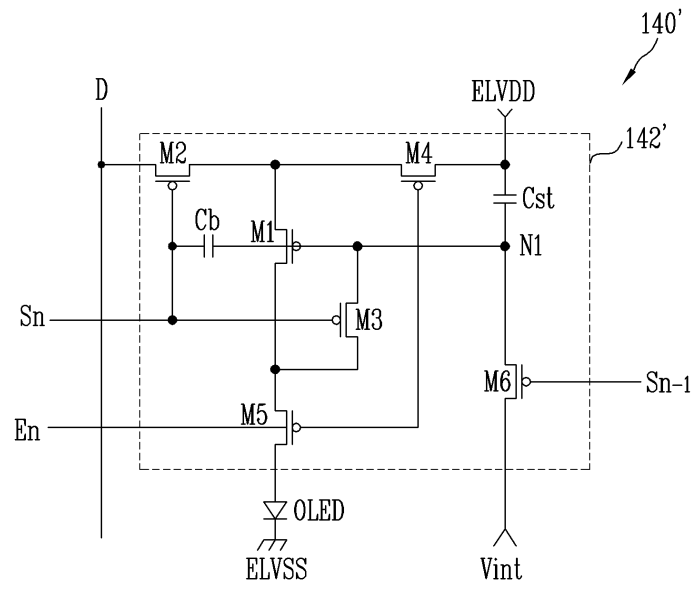 140'
D
ELVDD
142'
M2
M4
Cst
Cb
M1
N1
Sn
M3
M6
Sn-1
M5
En
OLED
ELVSS
Vint